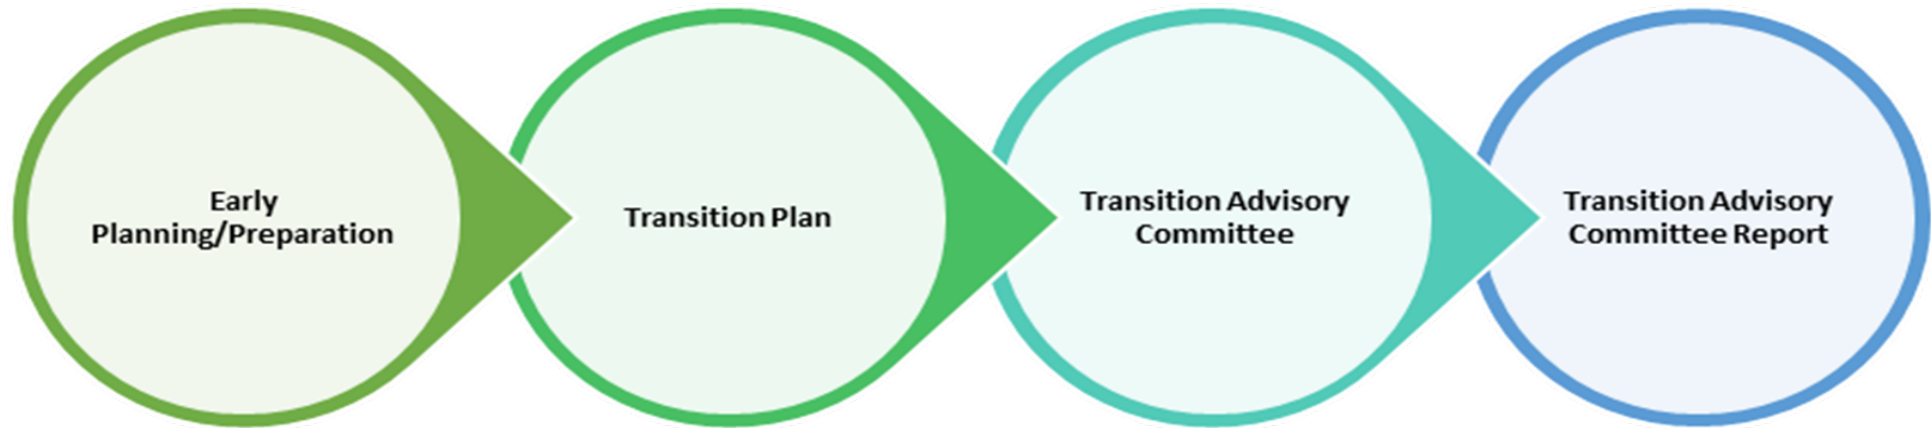 Early
Planning/Preparation
Transition Plan
Transition Advisory
Committee
Transition Advisory
Committee Report